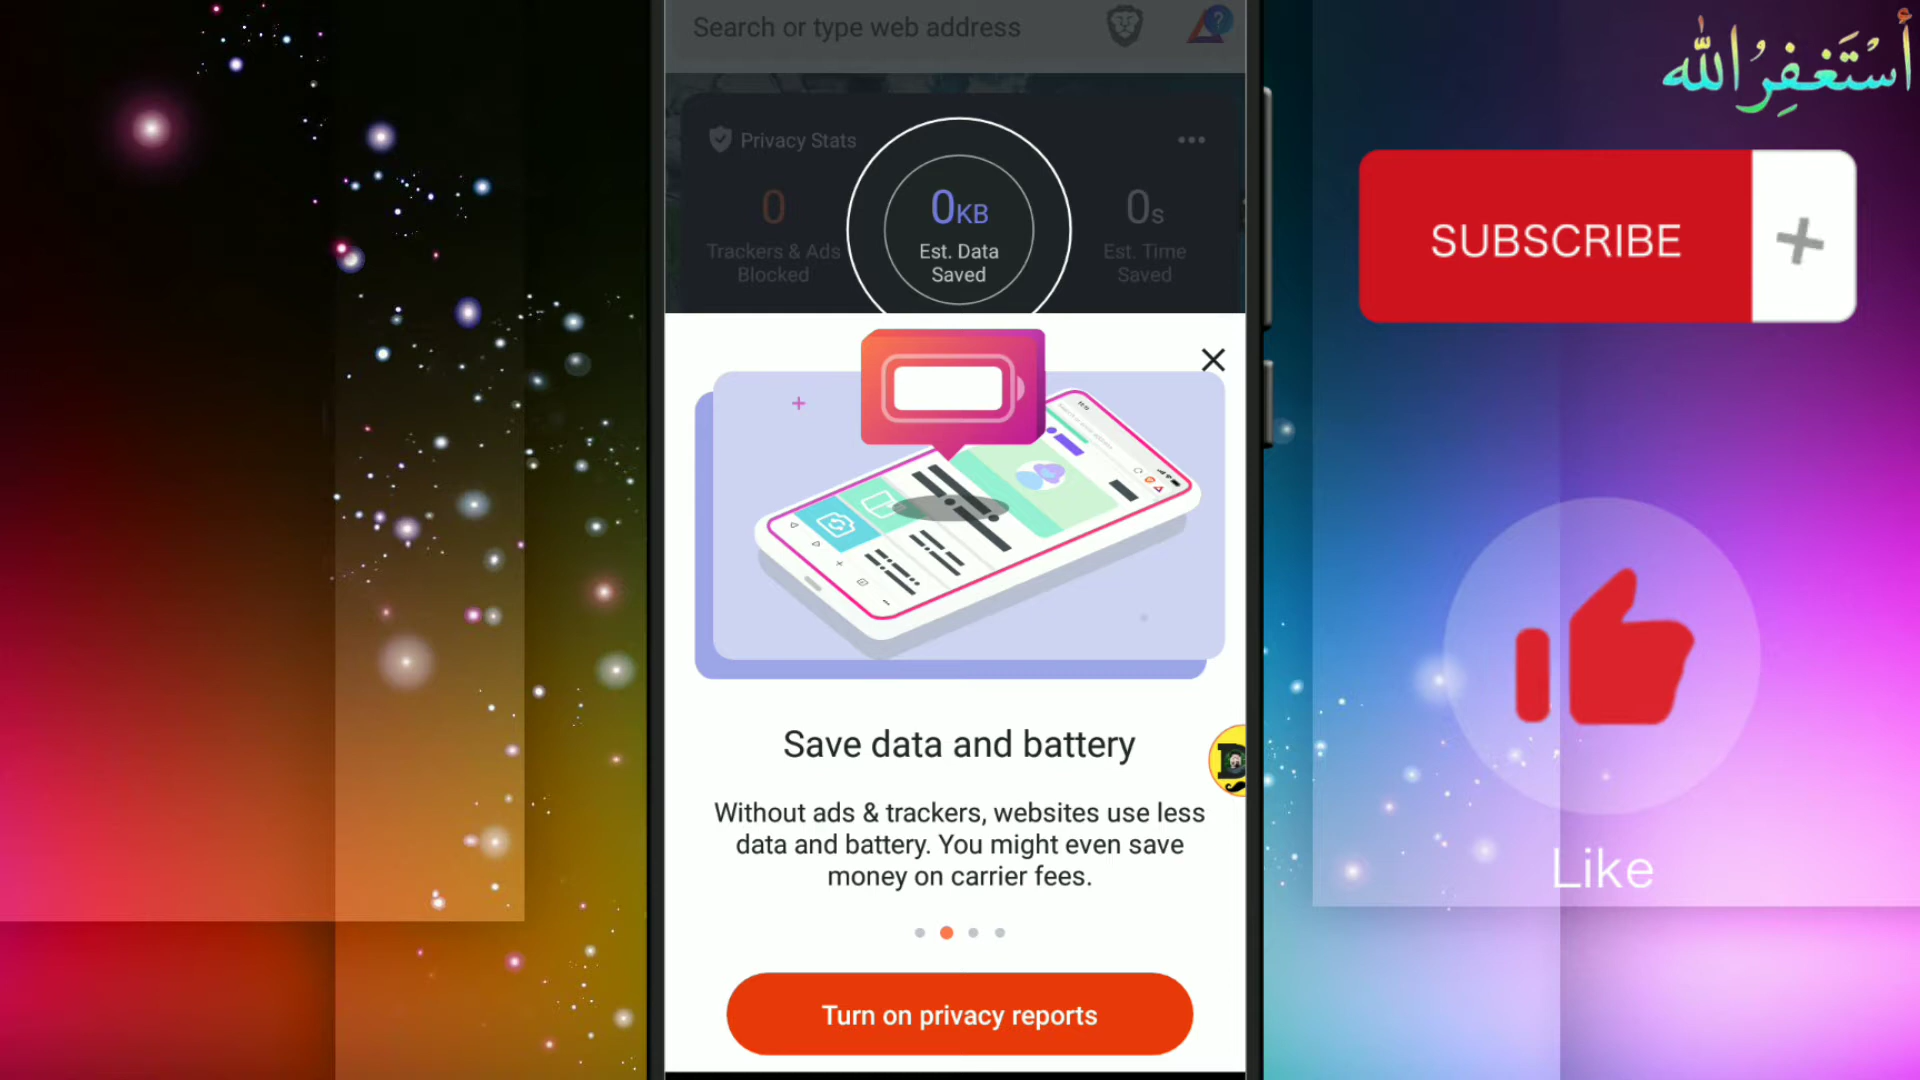 Search or type web address
?
أَسْتَغْفِرُ اللّٰه
Privacy Stats
0
Trackers & Ads
Blocked
0KB
Est. Data
Saved
0s
Est. Time
Saved
SUBSCRIBE
Save data and battery
Without ads & trackers, websites use less
data and battery. You might even save
money on carrier fees.
Like
Turn on privacy reports